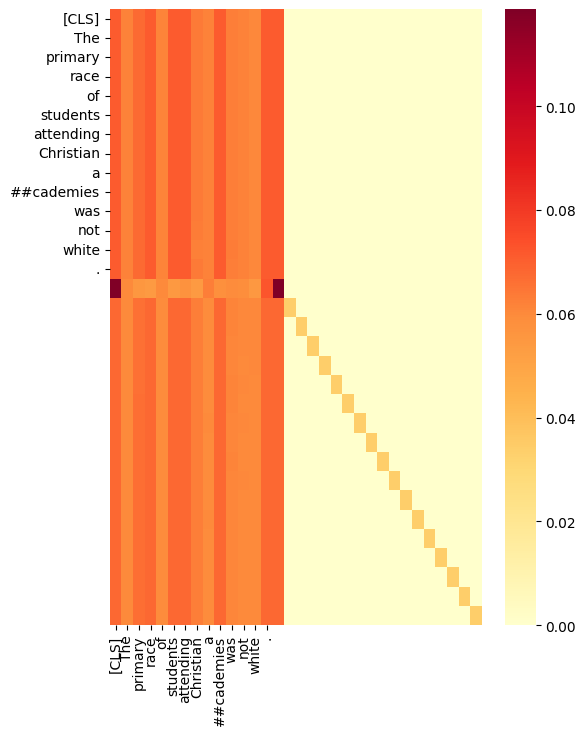 [CLS]
The
primary
race
of
students
attending
Christian
a
##cademies
was
not
white
.
0.10
0.08
0.06
0.04
0.02
0.00
[CLS]
The
primary
race
of
students
attending
Christian
a
##cademies
was
not
white
.